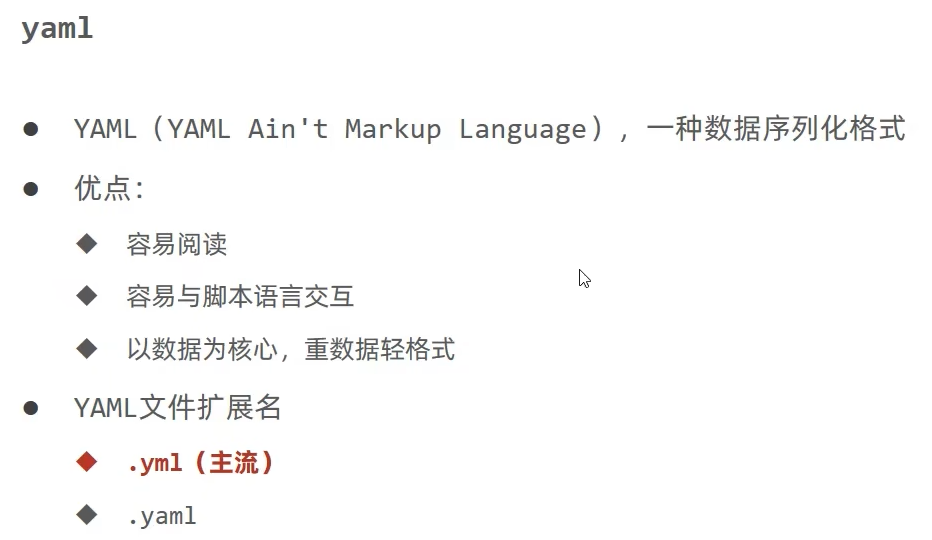 yaml
● YAML（YAML Ain't Markup Language），一种数据序列化格式
● 优点：
◆ 容易阅读
◆ 容易与脚本语言交互
◆ 以数据为核心，重数据轻格式
● YAML文件扩展名
◆ .yml（主流）
◆ .yaml